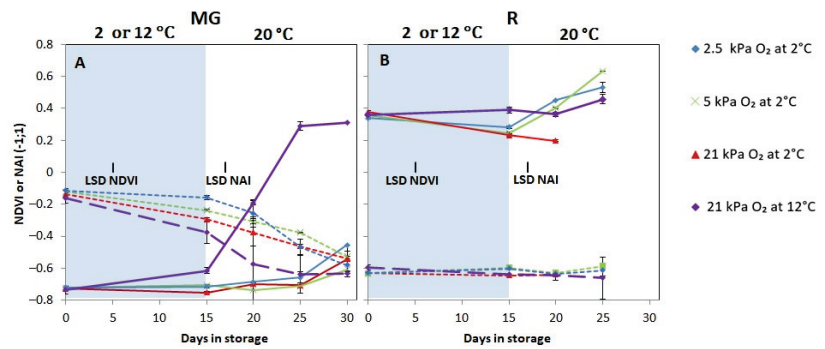 MG R
2 or 12 °C 20 °C 2 or 12 °C 20 °C
A B
NDVI or NAI (-1;1)
0.8
0.6
0.4
0.2
0
−0.2
−0.4
−0.6
−0.8
LSD NDVI LSD NAI LSD NDVI LSD NAI
0 5 10 15 20 25 30 0 5 10 15 20 25 30
Days in storage Days in storage
2.5 kPa O₂ at 2°C
5 kPa O₂ at 2°C
21 kPa O₂ at 2°C
21 kPa O₂ at 12°C